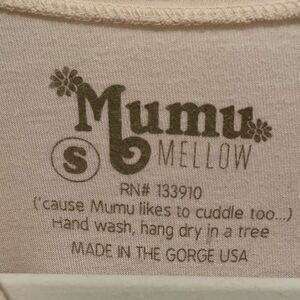 Mumu
S MELLOW
RN# 133910
('cause Mumu likes to cuddle too...)
Hand wash, hang dry in a tree
MADE IN THE GORGE USA